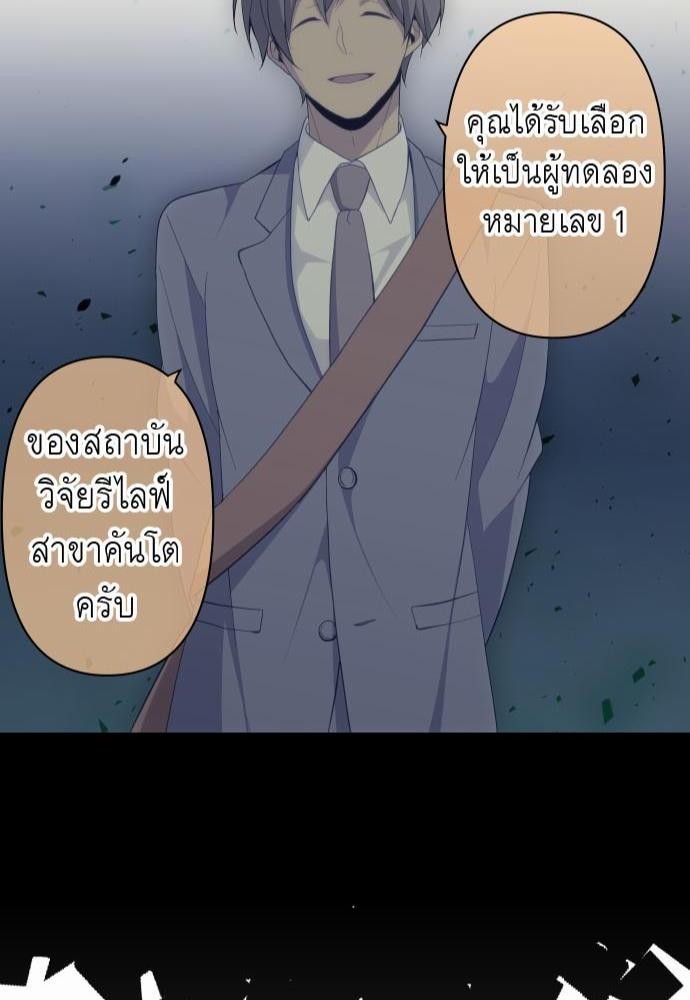 คุณได้รับเลือก
ให้เป็นผู้ทดลอง
หมายเลข 1
ของสถาบัน
วิจัยรีไลฟ์
สาขาคันโต
ครับ